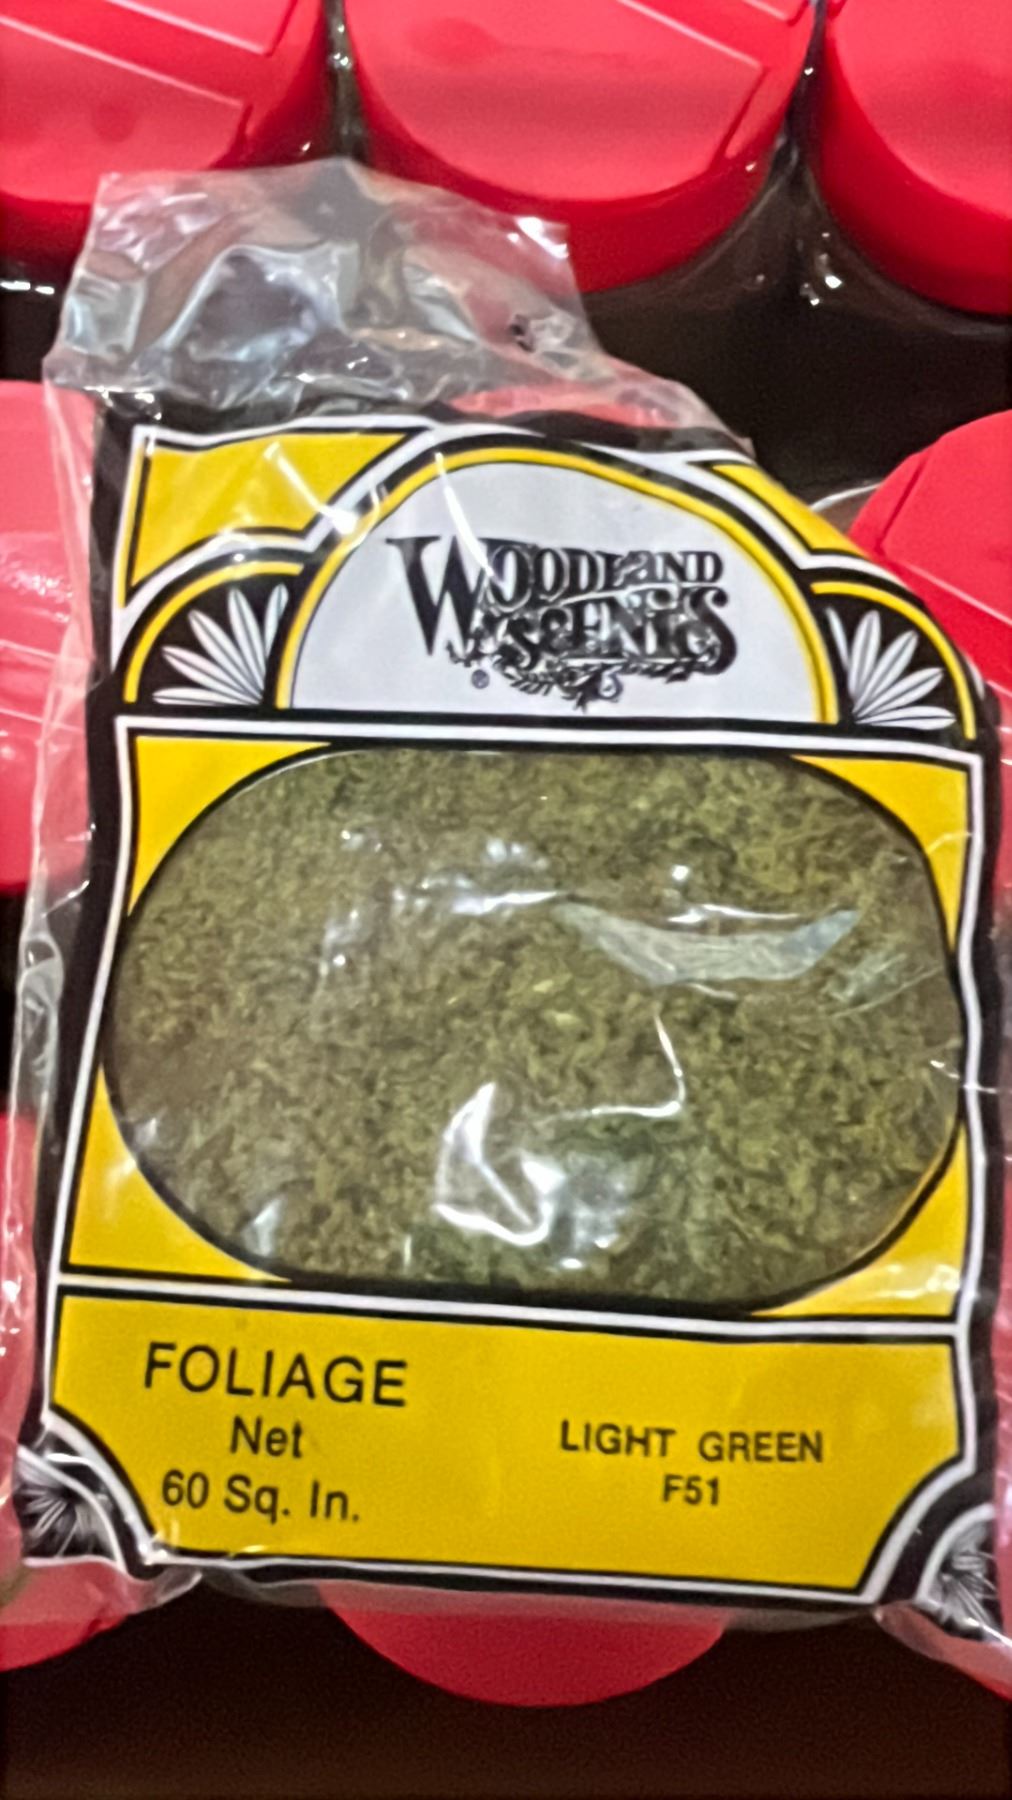 WOODLAND
SCENICS
®
FOLIAGE
Net
60 Sq. In.
LIGHT GREEN
F51